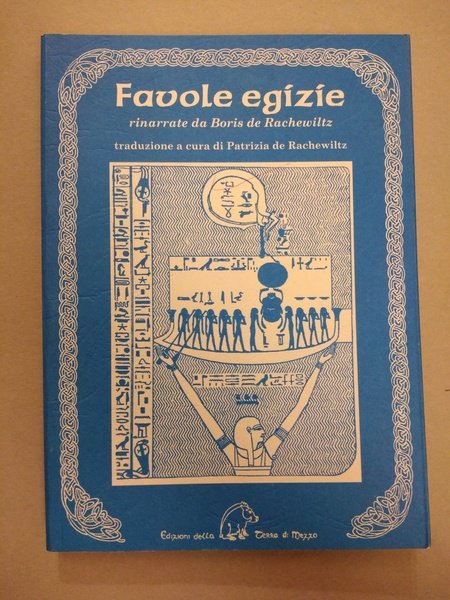 Favole egizie
rinarrate da Boris de Rachewiltz
traduzione a cura di Patrizia de Rachewiltz
Edizioni della Terra di Mezzo